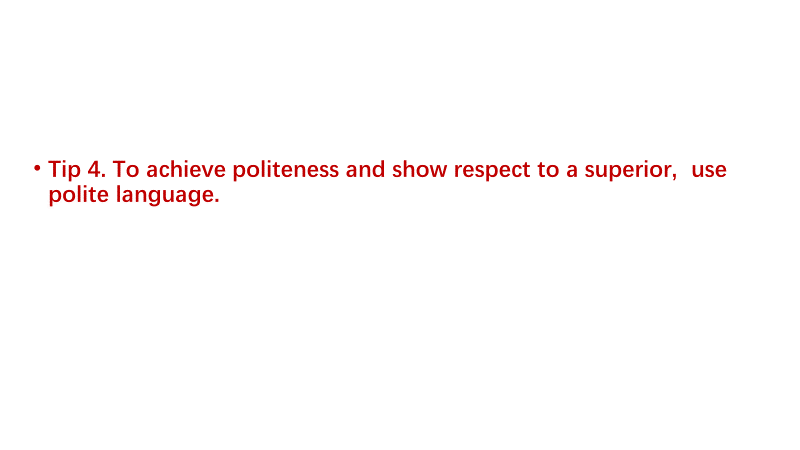 • Tip 4. To achieve politeness and show respect to a superior,  use
polite language.